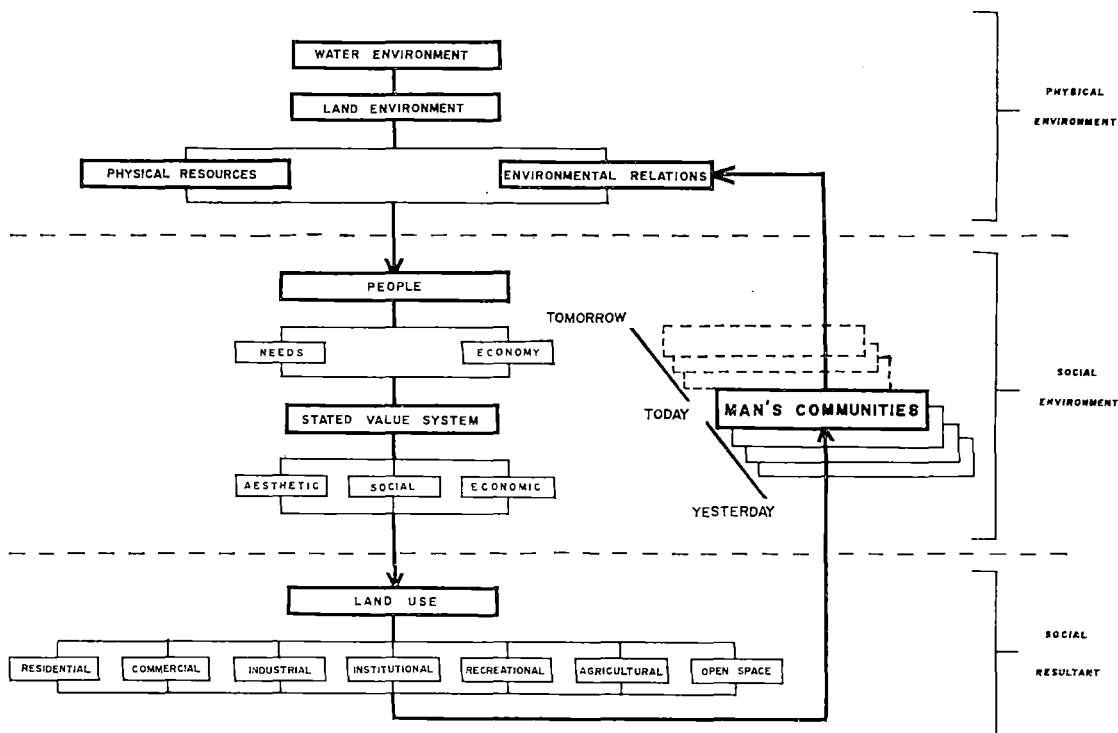 WATER ENVIRONMENT
LAND ENVIRONMENT
PHYSICAL RESOURCES
ENVIRONMENTAL RELATIONS
PHYSICAL
ENVIRONMENT
PEOPLE
NEEDS
ECONOMY
STATED VALUE SYSTEM
AESTHETIC
SOCIAL
ECONOMIC
TOMORROW
TODAY
YESTERDAY
MAN'S COMMUNITIES
SOCIAL
ENVIRONMENT
LAND USE
RESIDENTIAL
COMMERCIAL
INDUSTRIAL
INSTITUTIONAL
RECREATIONAL
AGRICULTURAL
OPEN SPACE
SOCIAL
RESULTANT